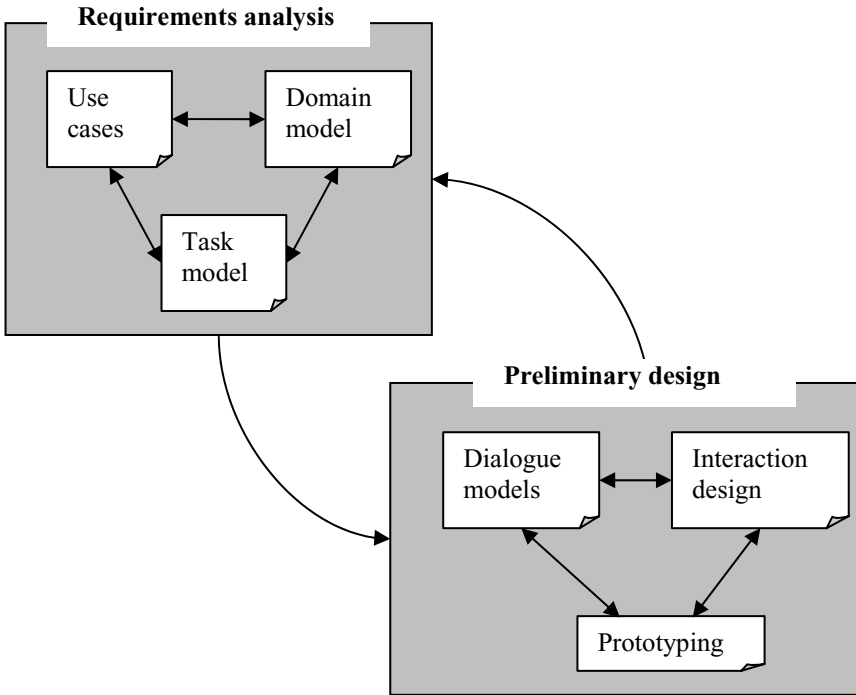 Requirements analysis
Use
cases
Domain
model
Task
model
Preliminary design
Dialogue
models
Interaction
design
Prototyping